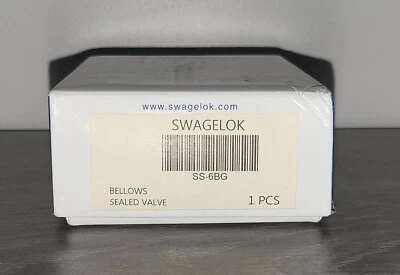 www.swagelok.com
SWAGELOK
SS-6BG
BELLOWS
SEALED VALVE 1 PCS